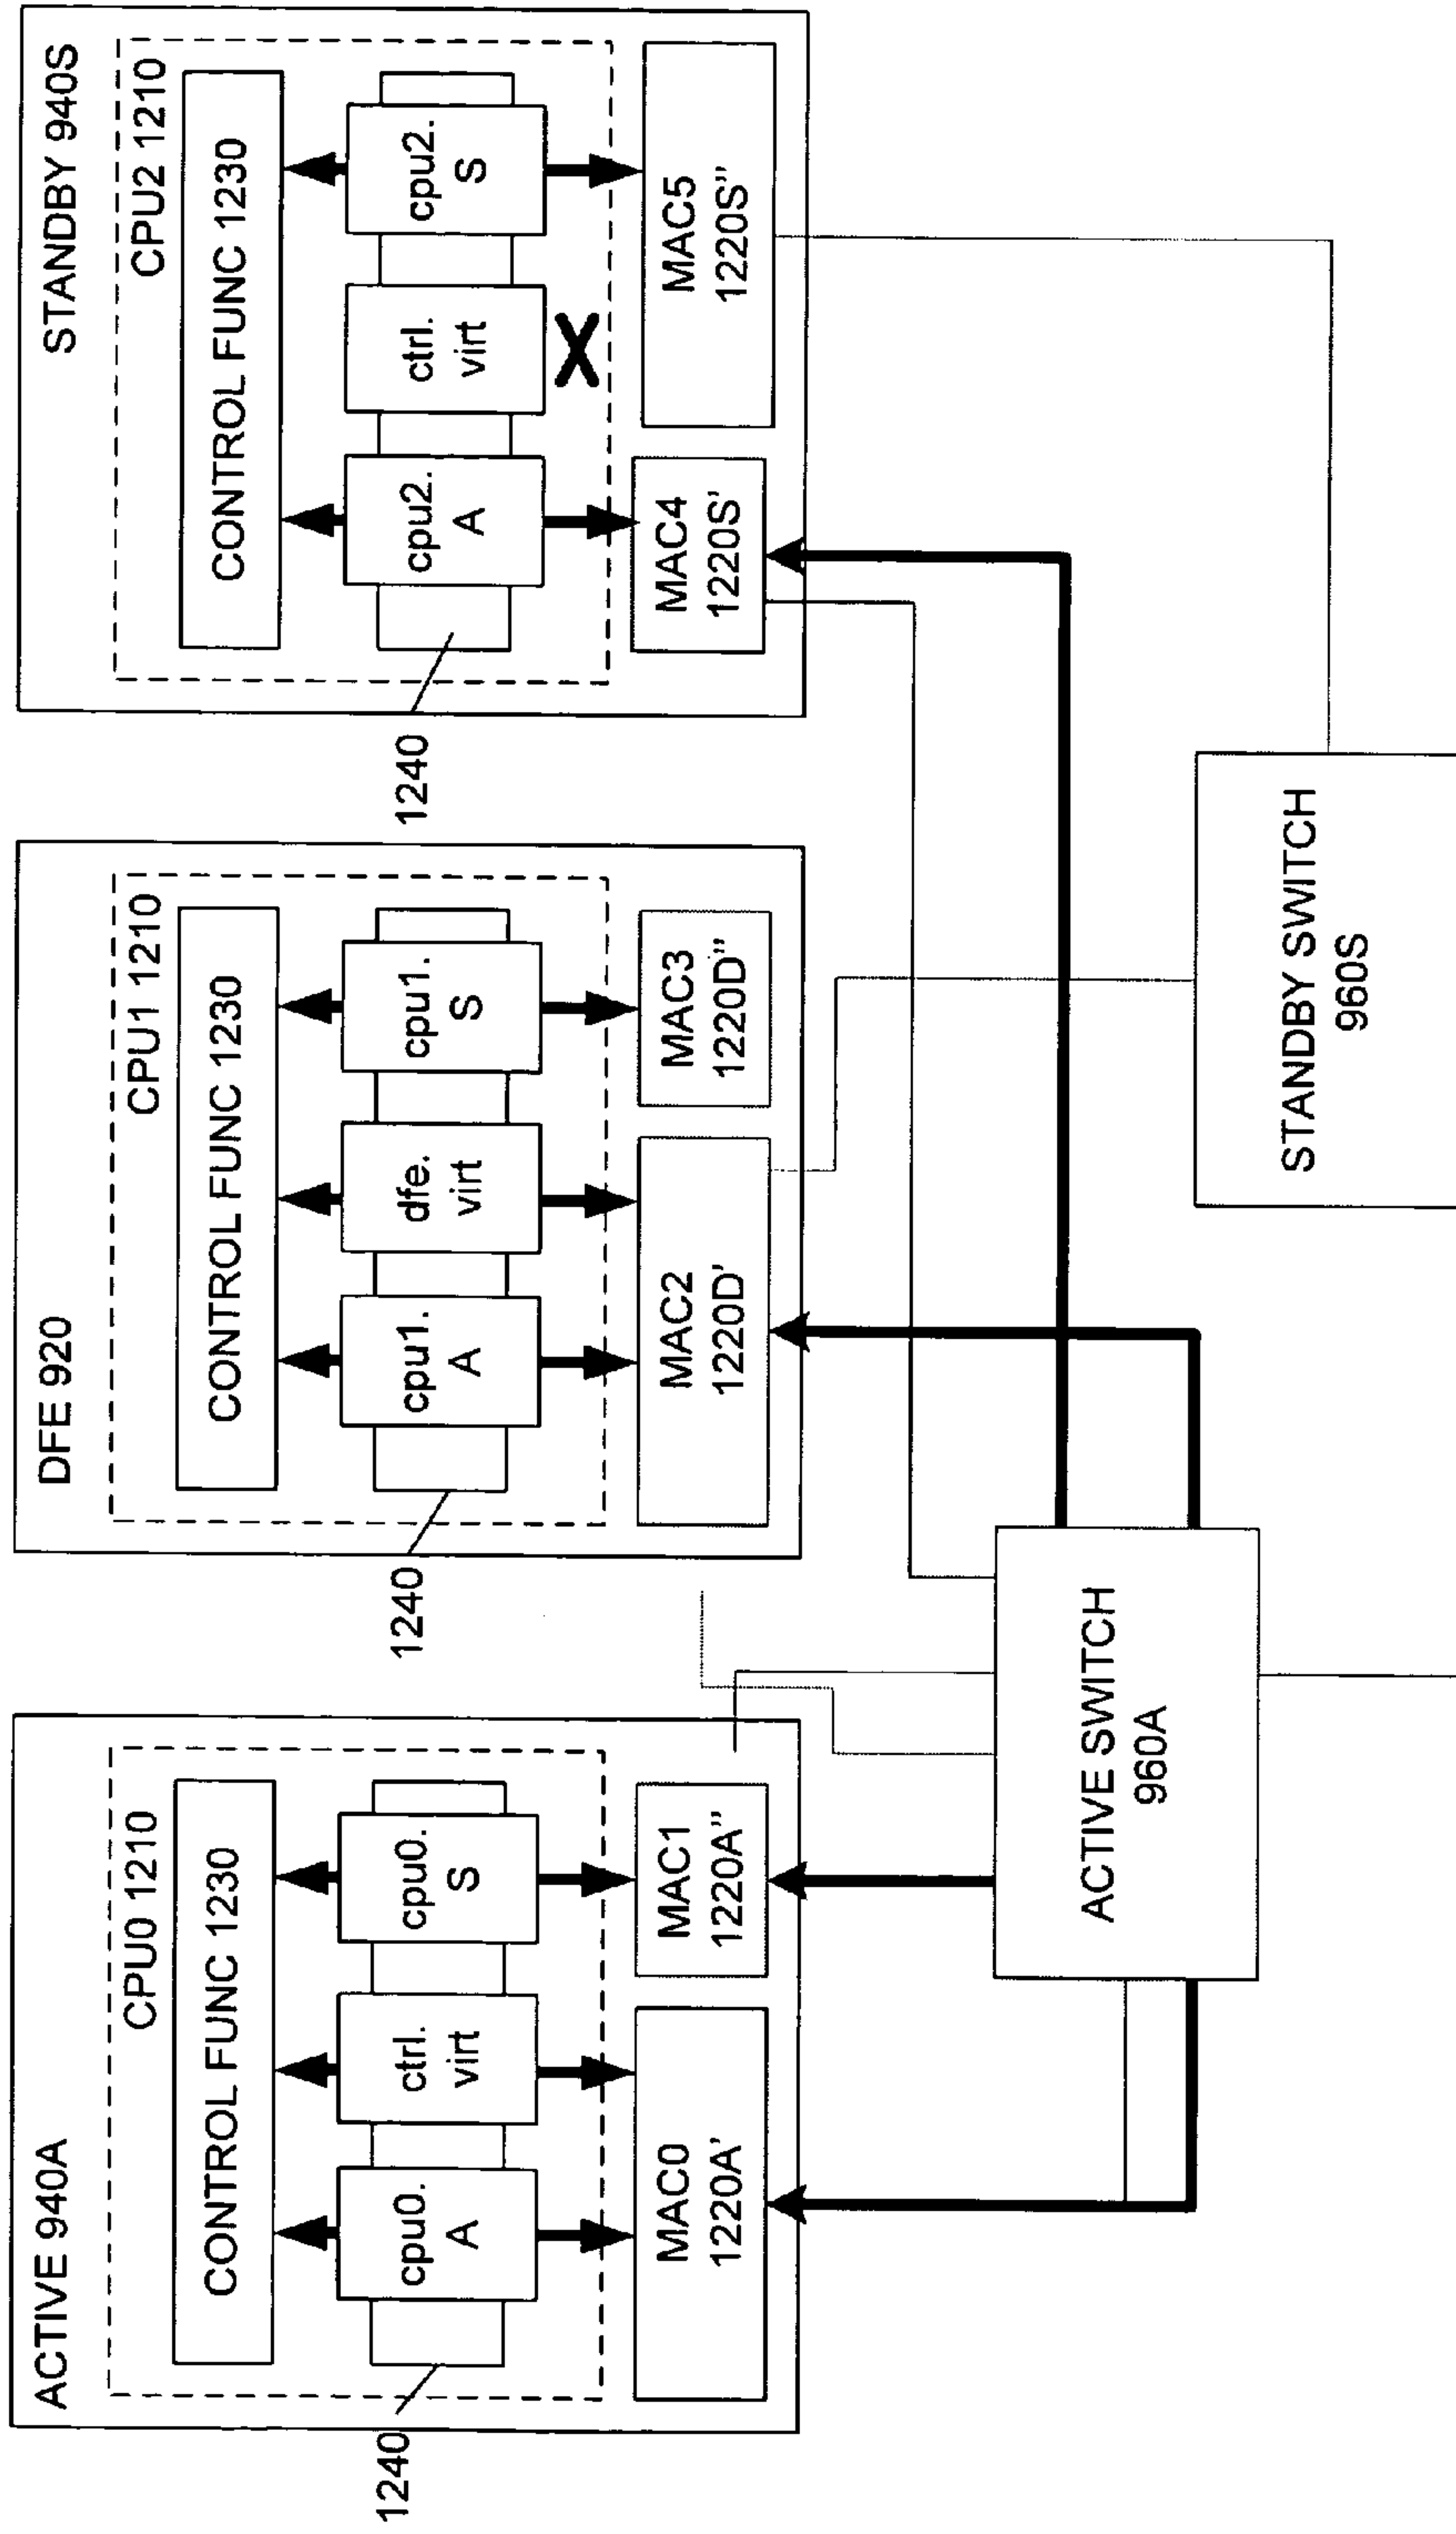 ACTIVE 940A
CPU0 1210
CONTROL FUNC 1230
cpu0.
A
ctrl.
virt
cpu0.
S
1240
MAC0
1220A'
MAC1
1220A"
DFE 920
CPU1 1210
CONTROL FUNC 1230
cpu1.
A
dfe.
virt
cpu1.
S
1240
MAC2
1220D'
MAC3
1220D"
STANDBY 940S
CPU2 1210
CONTROL FUNC 1230
cpu2.
A
ctrl.
virt
X
cpu2.
S
1240
MAC4
1220S'
MAC5
1220S"
ACTIVE SWITCH
960A
STANDBY SWITCH
960S